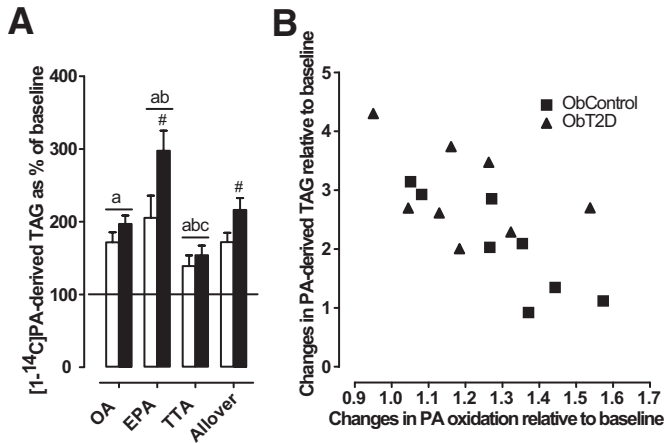 A
[1-¹⁴C]PA-derived TAG as % of baseline
400
300
200
100
0
a
ab
#
abc
#
OA
EPA
TTA
Allover
B
Changes in PA-derived TAG relative to baseline
5
4
3
2
1
0
ObControl
ObT2D
0.9 1.0 1.1 1.2 1.3 1.4 1.5 1.6 1.7
Changes in PA oxidation relative to baseline